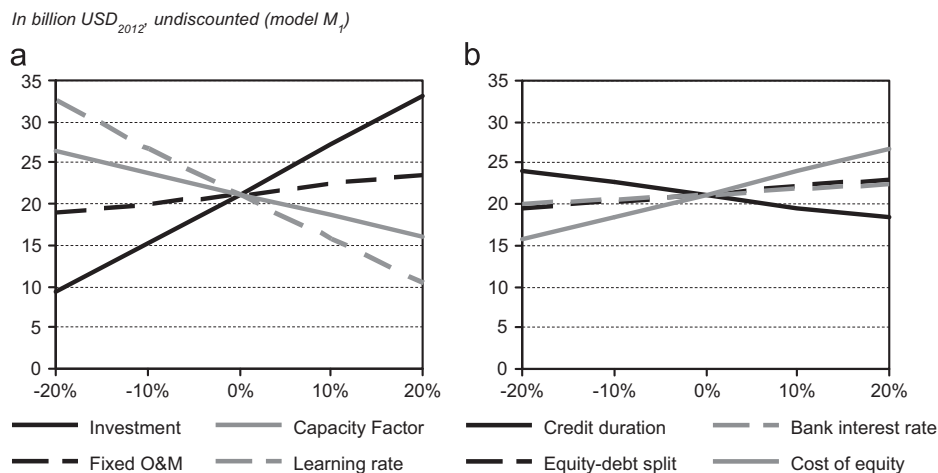 In billion USD2012, undiscounted (model M1)
a b
35 35
30 30
25 25
20 20
15 15
10 10
5 5
0 0
-20% -10% 0% 10% 20% -20% -10% 0% 10% 20%
Investment Capacity Factor Credit duration Bank interest rate
Fixed O&M Learning rate Equity-debt split Cost of equity